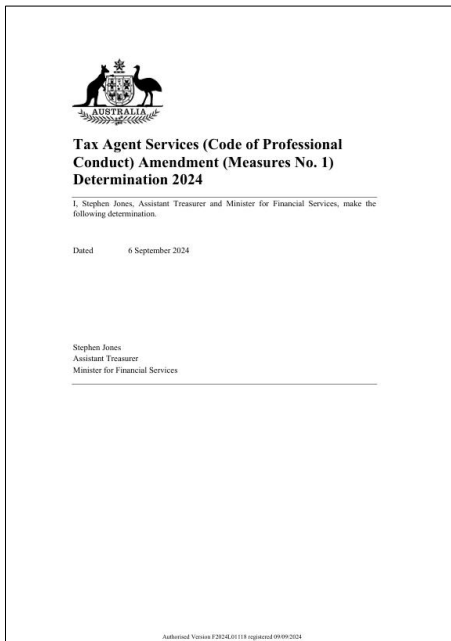 AUSTRALIA
Tax Agent Services (Code of Professional
Conduct) Amendment (Measures No. 1)
Determination 2024
I, Stephen Jones, Assistant Treasurer and Minister for Financial Services, make the
following determination.
Dated 6 September 2024
Stephen Jones
Assistant Treasurer
Minister for Financial Services
Authorised Version F2024L01118 registered 09/09/2024